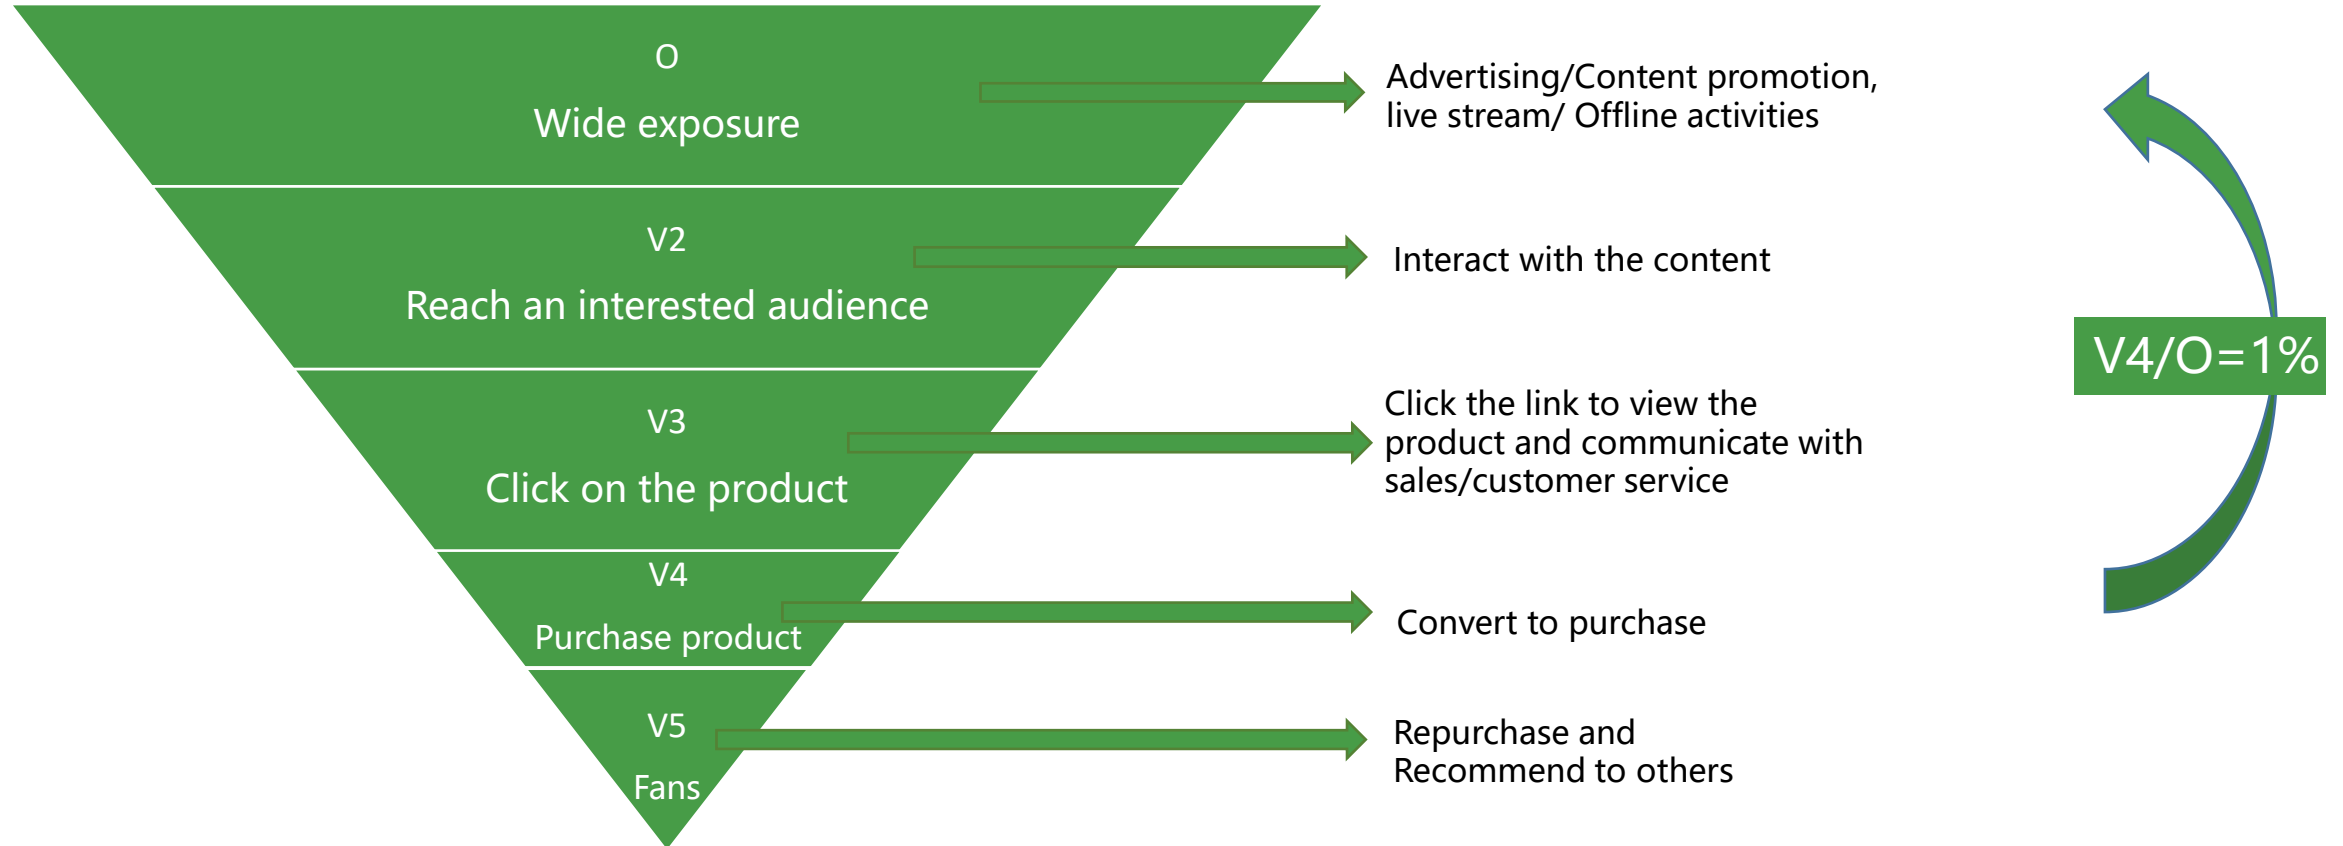 O
Wide exposure
Advertising/Content promotion,
live stream/ Offline activities
V2
Reach an interested audience
Interact with the content
V4/O=1%
V3
Click on the product
Click the link to view the
product and communicate with
sales/customer service
V4
Purchase product
Convert to purchase
V5
Fans
Repurchase and
Recommend to others